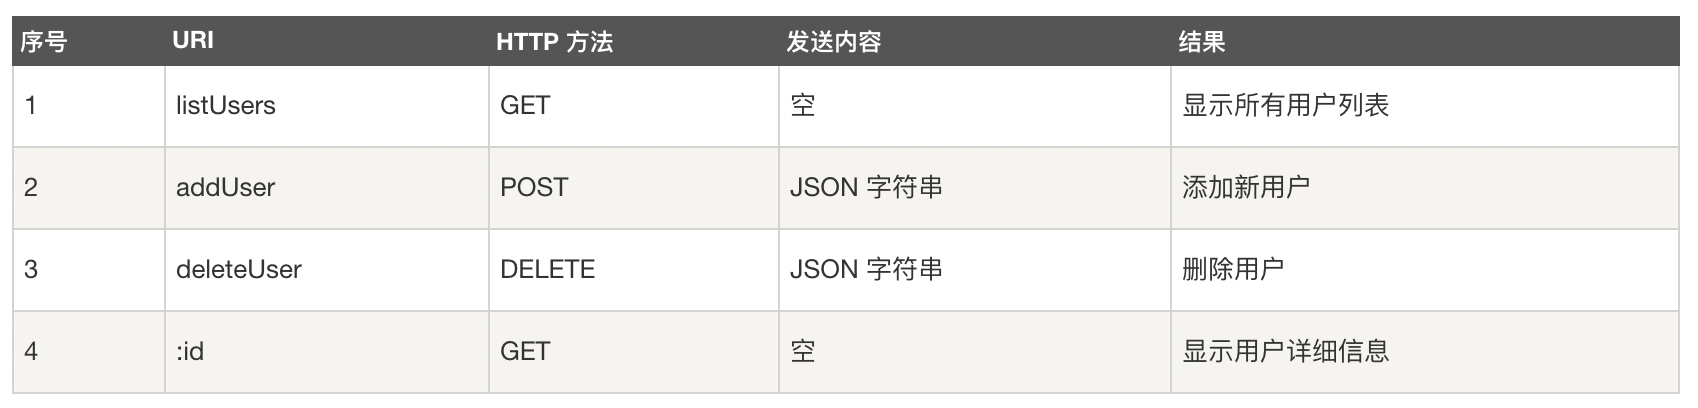 序号 URI HTTP 方法 发送内容 结果
1 listUsers GET 空 显示所有用户列表
2 addUser POST JSON 字符串 添加新用户
3 deleteUser DELETE JSON 字符串 删除用户
4 :id GET 空 显示用户详细信息